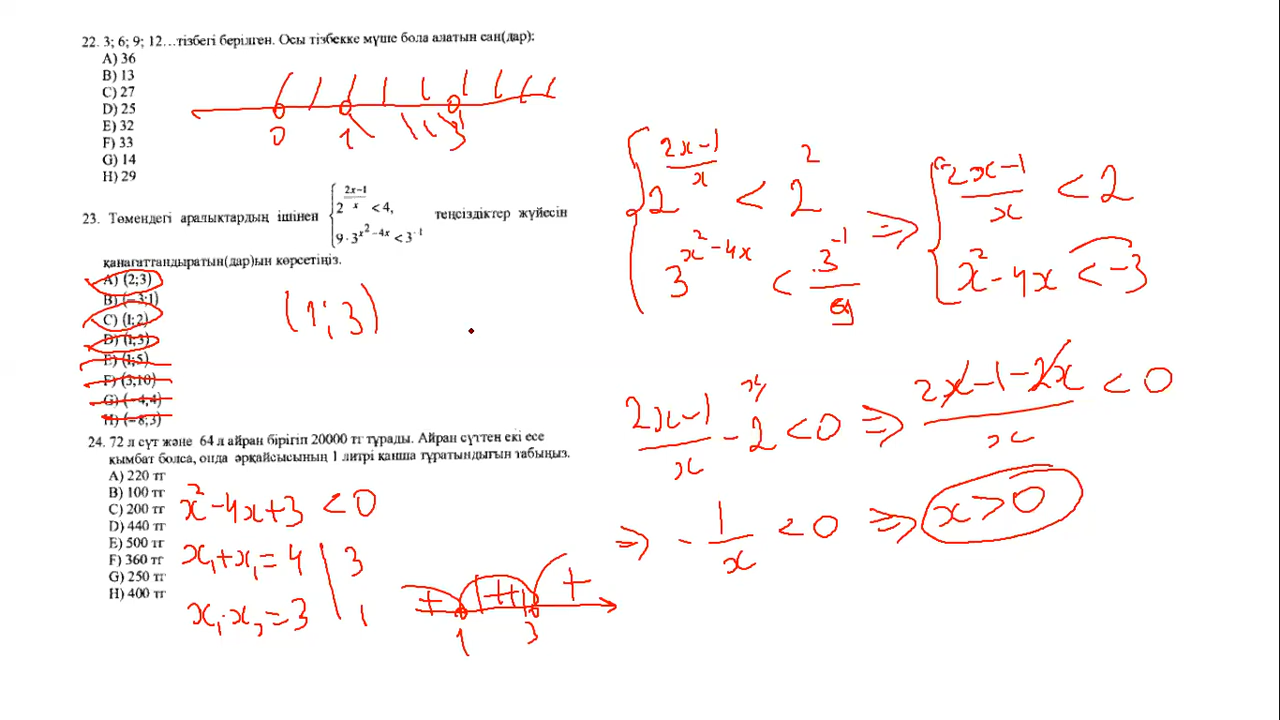 22. 3; 6; 9; 12…тізбегі берілген. Осы тізбекке мүше бола алатын сан(дар):
A) 36
B) 13
C) 27
D) 25
E) 32
F) 33
G) 14
H) 29
0 1 3
23. Төмендегі аралықтардың ішінен { 2^((2x−1)/x) < 4, 9·3^(x²−4x) < 3^(-1) теңсіздіктер жүйесін
қанағаттандыратын(дар)ын көрсетіңіз.
A) (2;3)
B) (−3;1)
C) (1;2)
D) (1;3)
E) (1;5)
F) (3;10)
G) (−4;4)
H) (−8;3)
(1; 3)
24. 72 л сүт және 64 л айран бірігіп 20000 тг тұрады. Айран сүттен екі есе
қымбат болса, онда әрқайсысының 1 литрі қанша тұратындығын табыңыз.
A) 220 тг
B) 100 тг
C) 200 тг
D) 440 тг
E) 500 тг
F) 360 тг
G) 250 тг
H) 400 тг
x² − 4x + 3 < 0
x₁ + x₁ = 4 | 3
x₁ · x₂ = 3 | 1
+ + +
1 3
2^((2x−1)/x) < 2² ⇒ (2x−1)/x < 2
3^(x²−4x) < 3^(-1)/9 x² − 4x < −3
(2x−1)/x − 2 < 0 ⇒ (2x − 1 − 2x)/x < 0
⇒ − 1/x < 0 ⇒ x > 0